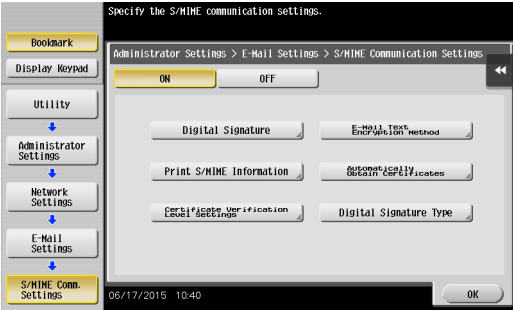 Specify the S/MIME communication settings.
Bookmark
Display Keypad
Administrator Settings > E-Mail Settings > S/MIME Communication Settings
ON
OFF
Utility
Administrator
Settings
Network
Settings
E-Mail
Settings
S/MIME Comm.
Settings
Digital Signature
E-Mail Text
Encryption Method
Print S/MIME Information
Automatically
Obtain Certificates
Certificate Verification
Level Settings
Digital Signature Type
06/17/2015 10:40
OK